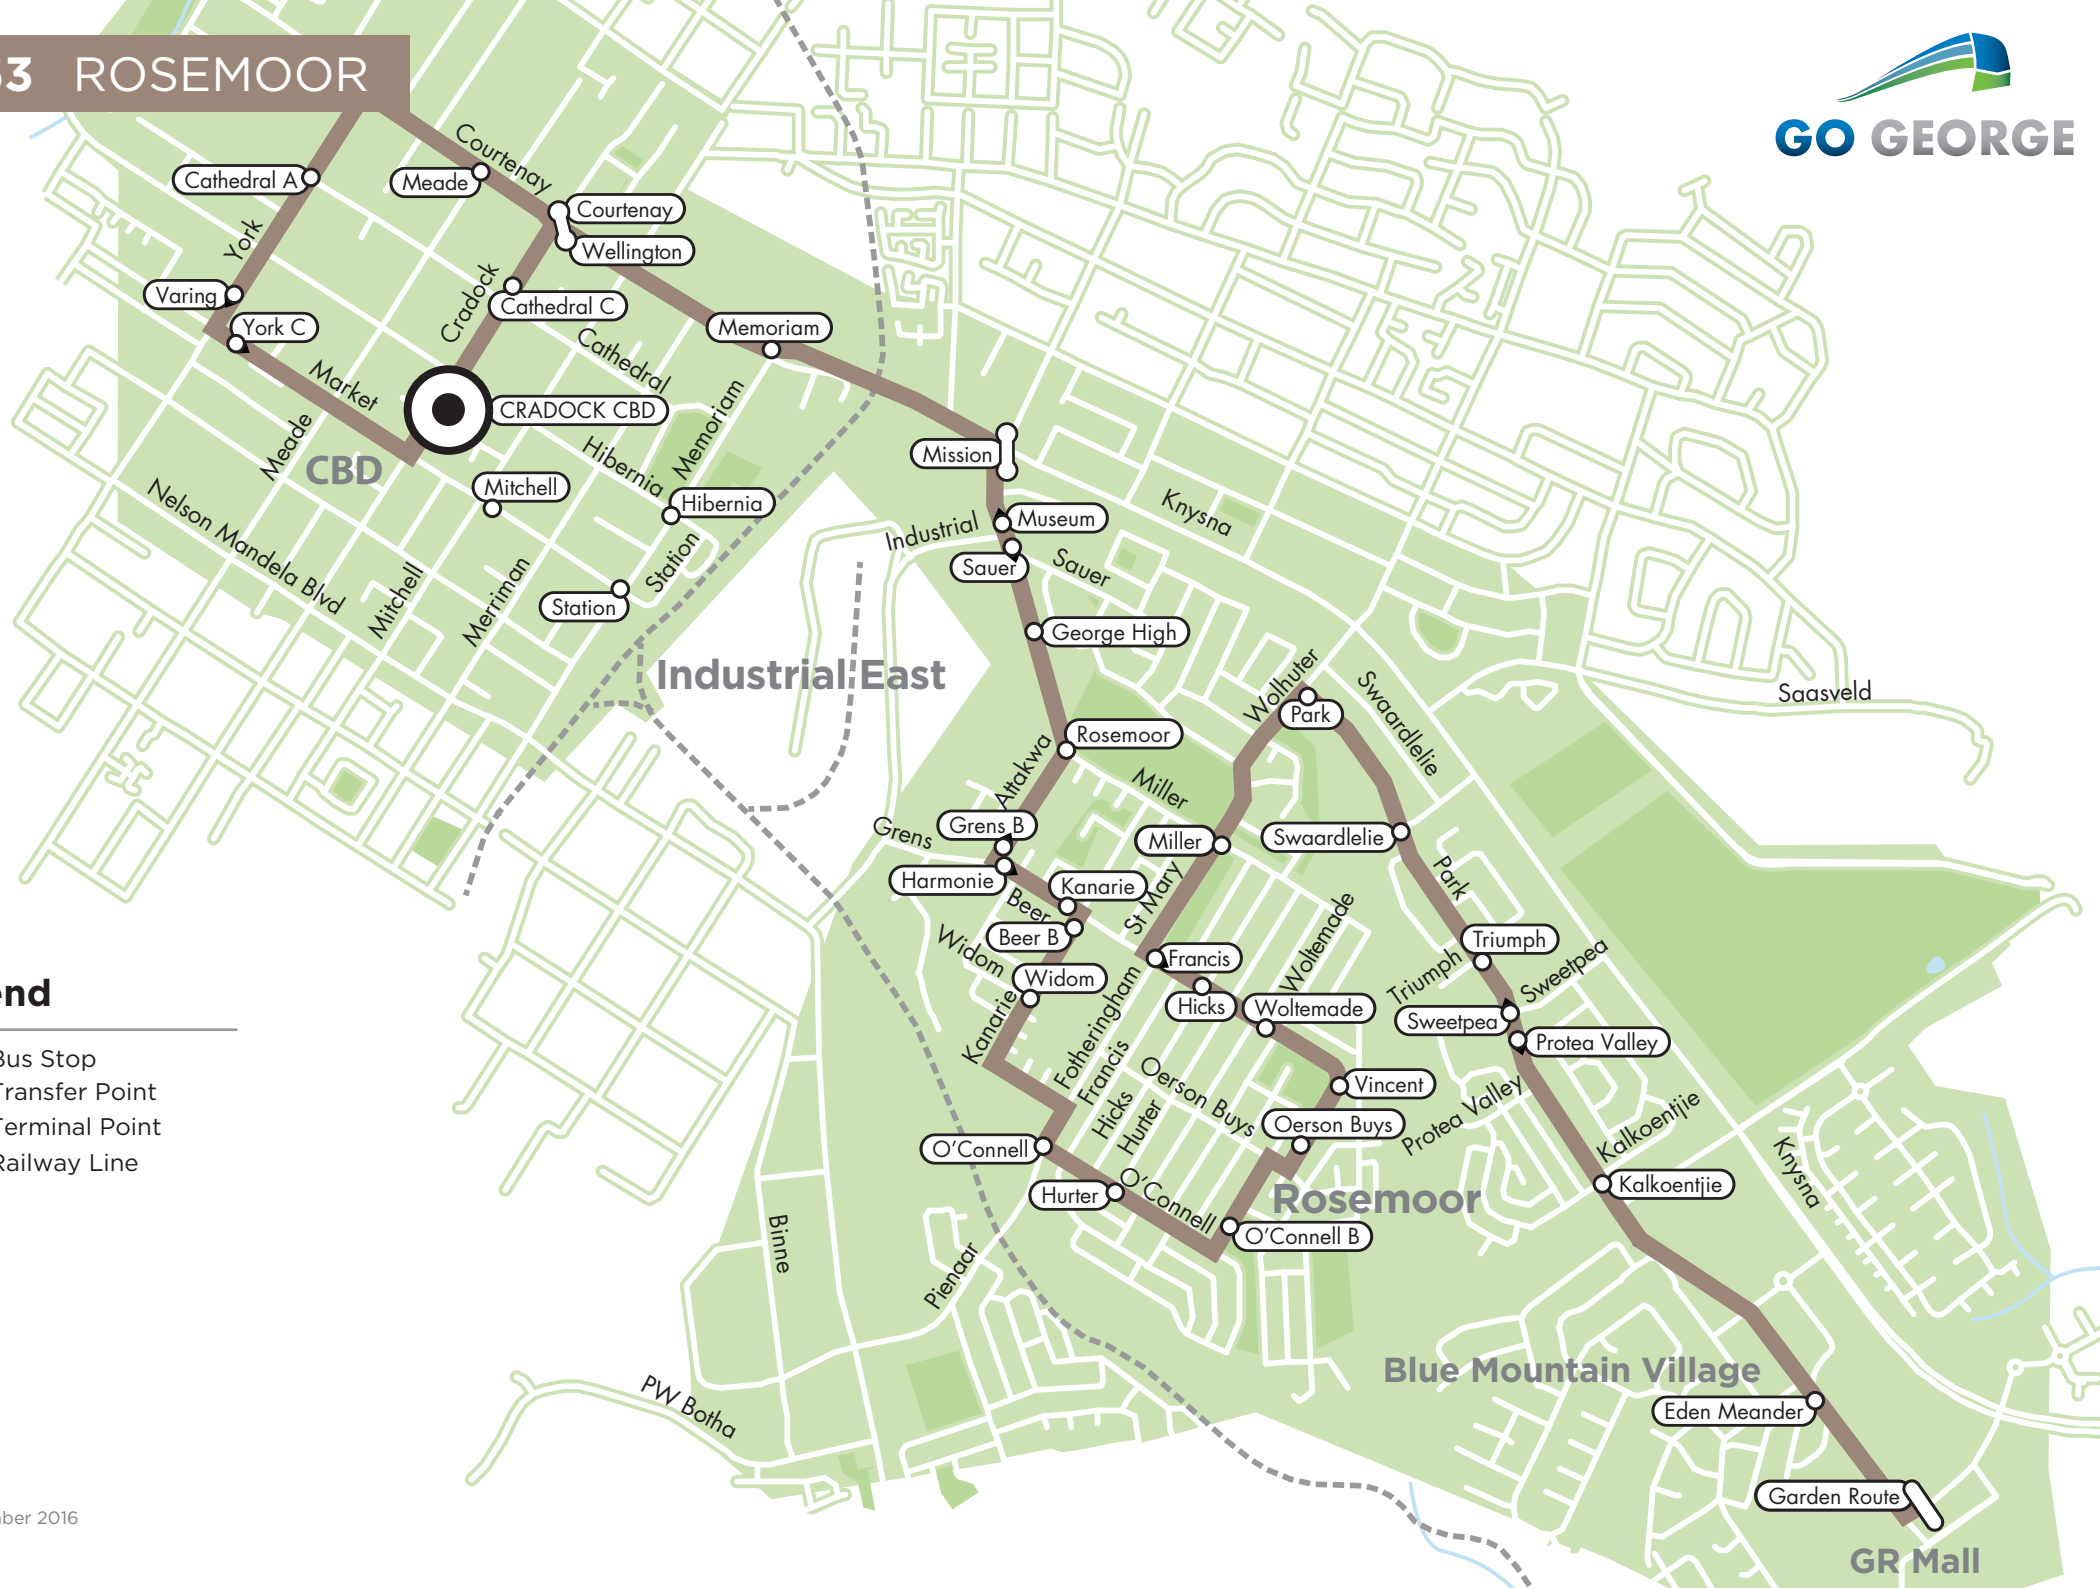 53 ROSEMOOR
GO GEORGE
Courtenay
Cathedral A
Meade
Courtenay
Wellington
York
Cradock
Varing
Cathedral C
York C
Memoriam
Cathedral
Market
CRADOCK CBD
Memoriam
Meade
CBD
Hibernia
Mission
Mitchell
Hibernia
Knysna
Nelson Mandela Blvd
Industrial
Museum
Station
Sauer
Sauer
Mitchell
Merriman
Station
George High
Industrial East
Wolhuter
Swaardlelie
Saasveld
Park
Rosemoor
Attakwa
Miller
Grens
Grens B
Miller
Swaardlelie
Harmonie
Kanarie
Park
Beer
St Mary
Beer B
Woltemade
Widom
Triumph
Francis
Triumph
Sweetpea
Widom
Hicks
Woltemade
Sweetpea
Kanarie
Fotheringham
Protea Valley
Francis
Oerson Buys
Vincent
Hicks
Hurter
Oerson Buys
Protea Valley
Kalkoentjie
O'Connell
Knysna
Hurter
O'Connell
Rosemoor
Kalkoentjie
O'Connell B
Binne
Pienaar
Blue Mountain Village
PW Botha
Eden Meander
Garden Route
GR Mall
end
Bus Stop
Transfer Point
Terminal Point
Railway Line
ber 2016